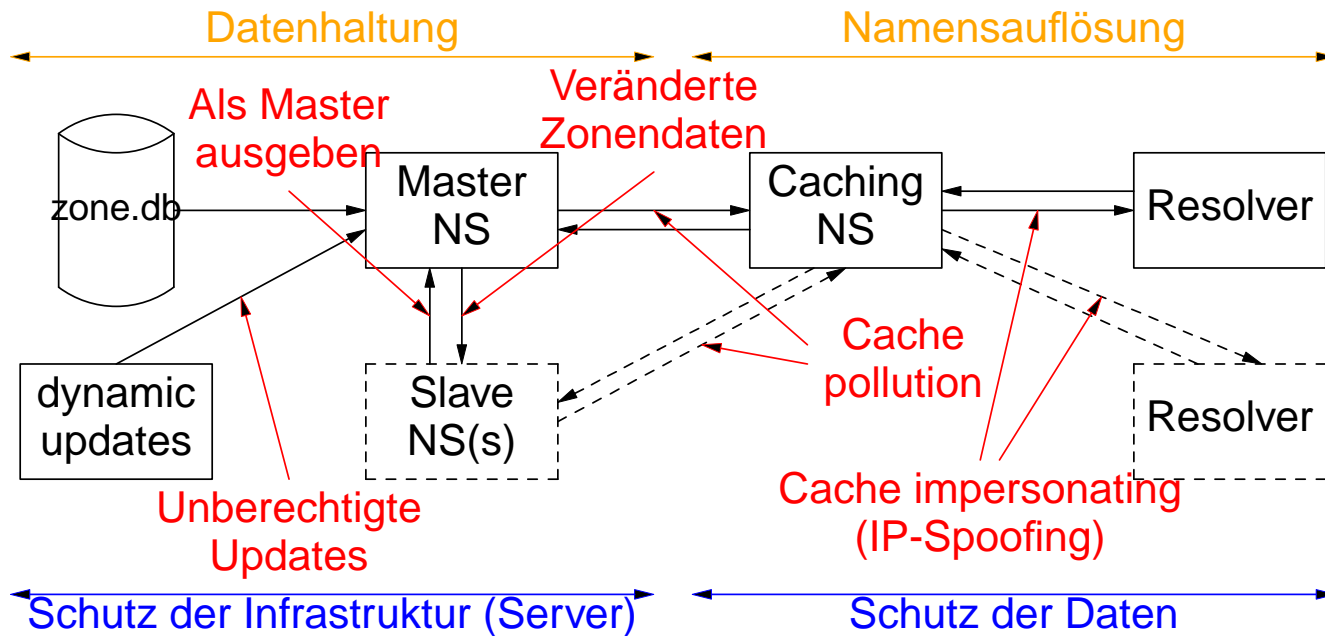 Datenhaltung
Namensauflösung
Als Master
ausgeben
Veränderte
Zonendaten
zone.db
Master
NS
Caching
NS
Resolver
dynamic
updates
Slave
NS(s)
Cache
pollution
Resolver
Unberechtigte
Updates
Cache impersonating
(IP-Spoofing)
Schutz der Infrastruktur (Server)
Schutz der Daten